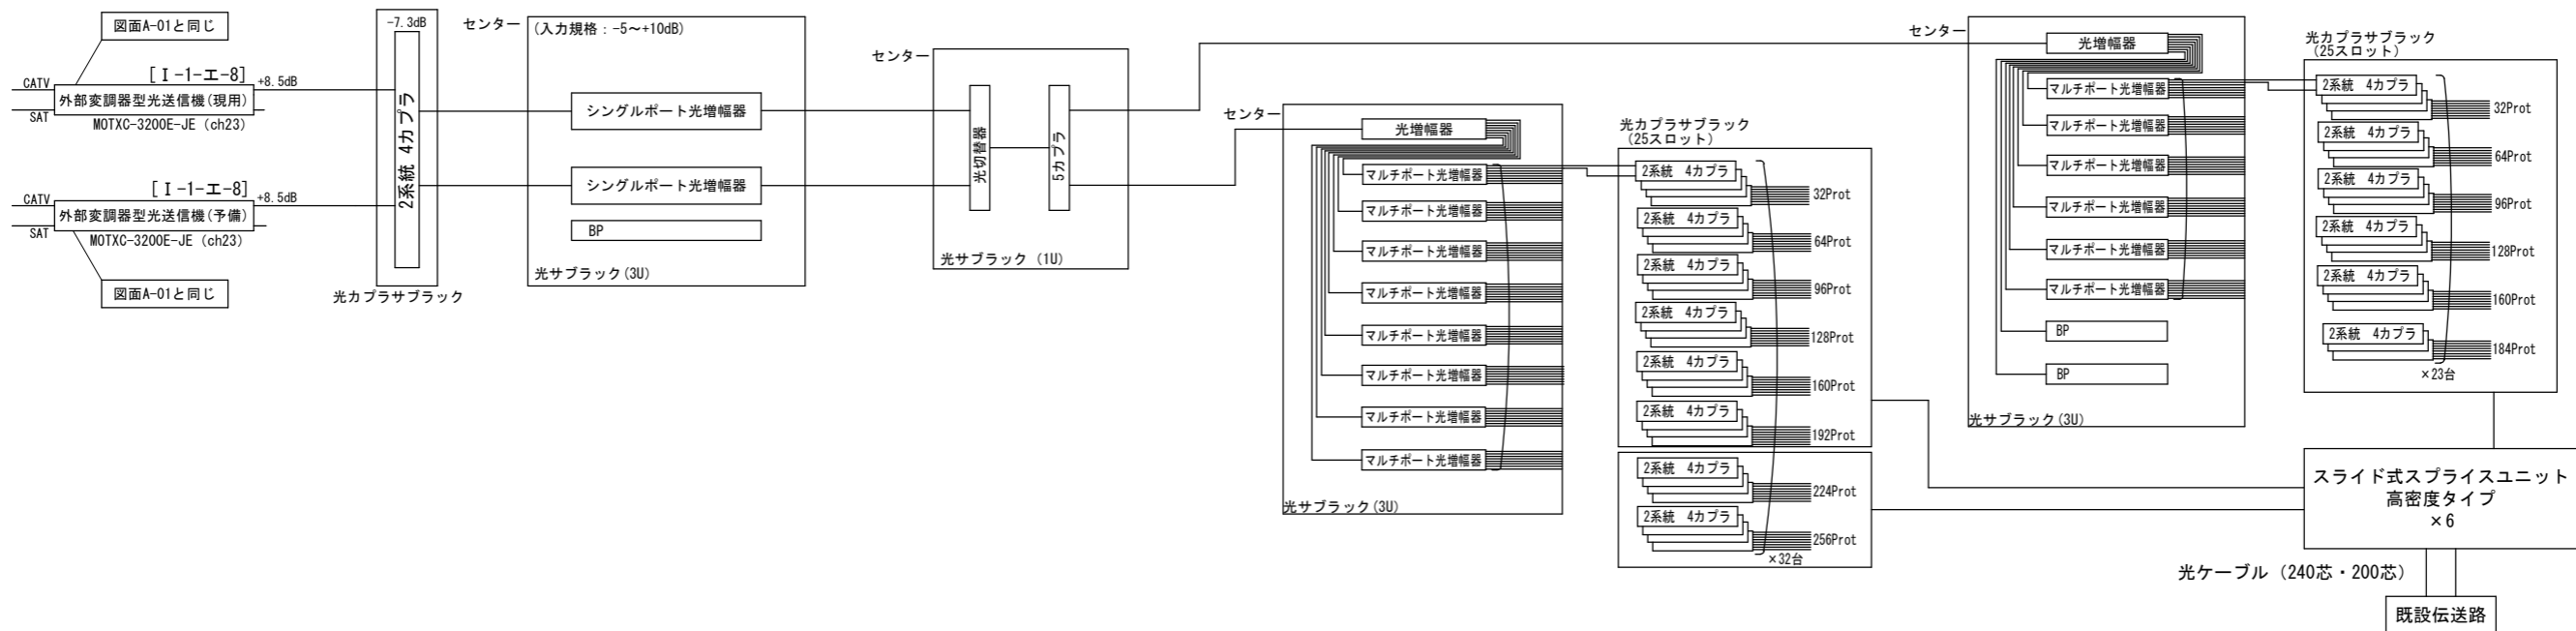 図面A-01と同じ
[Ⅰ-1-エ-8]
CATV
+8.5dB
外部変調器型光送信機(現用)
SAT
MOTXC-3200E-JE (ch23)
[Ⅰ-1-エ-8]
CATV
+8.5dB
外部変調器型光送信機(予備)
SAT
MOTXC-3200E-JE (ch23)
図面A-01と同じ
-7.3dB
2系統 4カプラ
光カプラサブラック
センター
(入力規格：-5～+10dB)
シングルポート光増幅器
シングルポート光増幅器
BP
光サブラック(3U)
センター
光切替器
5カプラ
光サブラック (1U)
センター
光増幅器
マルチポート光増幅器
マルチポート光増幅器
マルチポート光増幅器
マルチポート光増幅器
マルチポート光増幅器
マルチポート光増幅器
マルチポート光増幅器
マルチポート光増幅器
光サブラック(3U)
光カプラサブラック
(25スロット)
2系統 4カプラ
32Prot
2系統 4カプラ
64Prot
2系統 4カプラ
96Prot
2系統 4カプラ
128Prot
2系統 4カプラ
160Prot
2系統 4カプラ
192Prot
2系統 4カプラ
224Prot
2系統 4カプラ
256Prot
×32台
センター
光増幅器
マルチポート光増幅器
マルチポート光増幅器
マルチポート光増幅器
マルチポート光増幅器
マルチポート光増幅器
マルチポート光増幅器
BP
BP
光サブラック(3U)
光カプラサブラック
(25スロット)
2系統 4カプラ
32Prot
2系統 4カプラ
64Prot
2系統 4カプラ
96Prot
2系統 4カプラ
128Prot
2系統 4カプラ
160Prot
2系統 4カプラ
184Prot
×23台
スライド式スプライスユニット
高密度タイプ
×6
光ケーブル（240芯・200芯）
既設伝送路